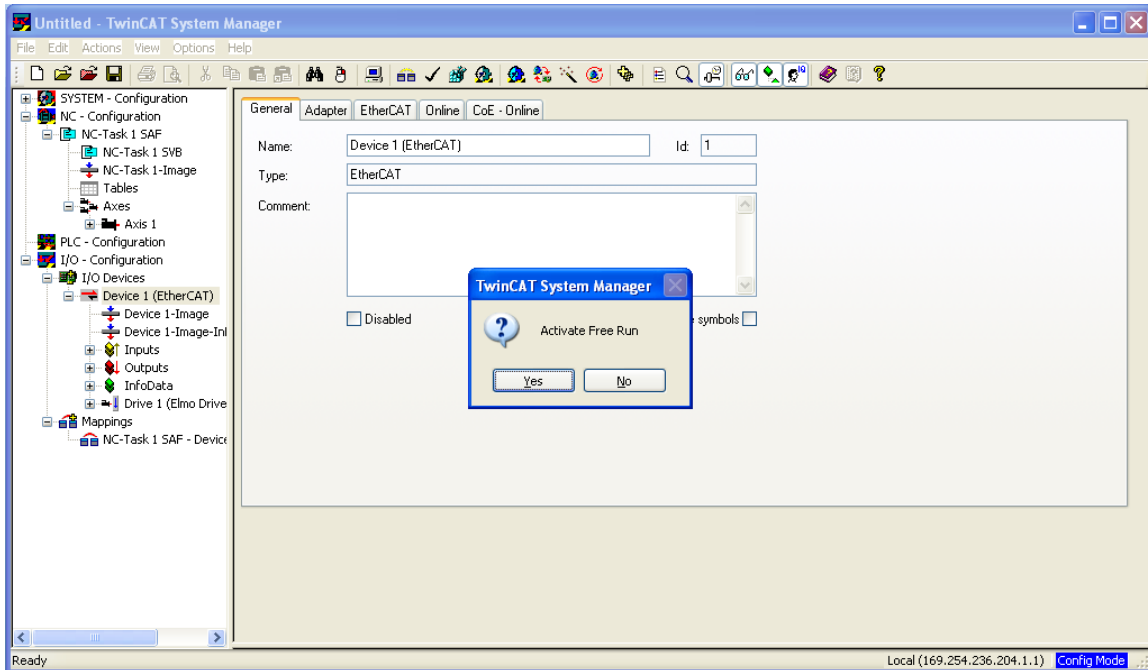 Untitled - TwinCAT System Manager
File Edit Actions View Options Help
SYSTEM - Configuration
NC - Configuration
NC-Task 1 SAF
NC-Task 1 SVB
NC-Task 1-Image
Tables
Axes
Axis 1
PLC - Configuration
I/O - Configuration
I/O Devices
Device 1 (EtherCAT)
Device 1-Image
Device 1-Image-Inf
Inputs
Outputs
InfoData
Drive 1 (Elmo Drive
Mappings
NC-Task 1 SAF - Device
General Adapter EtherCAT Online CoE - Online
Name: Device 1 (EtherCAT) Id: 1
Type: EtherCAT
Comment:
Disabled symbols
TwinCAT System Manager
Activate Free Run
Yes No
Ready Local (169.254.236.204.1.1) Config Mode